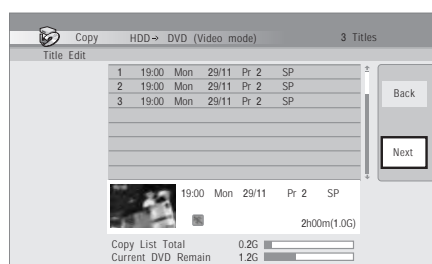 Copy HDD→ DVD (Video mode) 3 Titles
Title Edit
1 19:00 Mon 29/11 Pr 2 SP
2 19:00 Mon 29/11 Pr 2 SP
3 19:00 Mon 29/11 Pr 2 SP
Back
Next
19:00 Mon 29/11 Pr 2 SP
2h00m(1.0G)
Copy List Total 0.2G
Current DVD Remain 1.2G